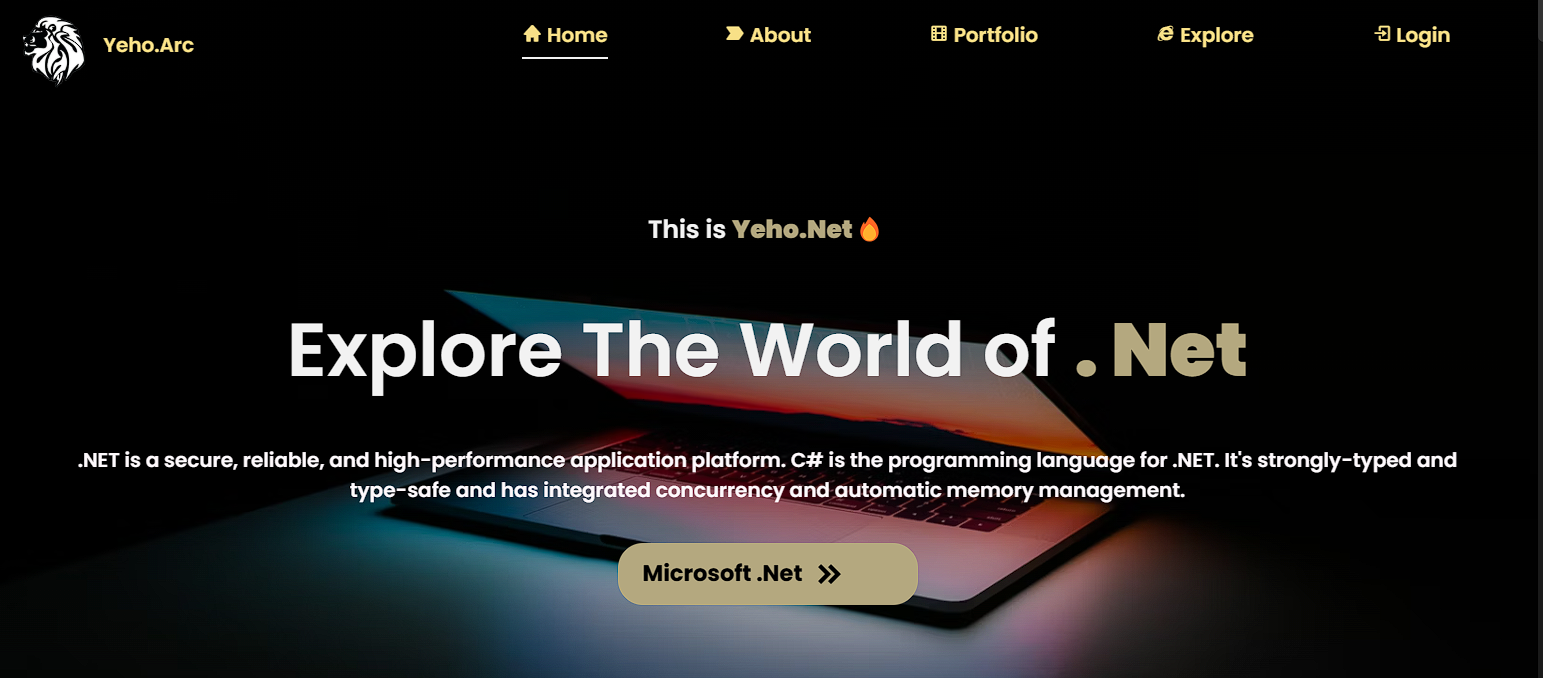 Yeho.Arc
Home
About
Portfolio
Explore
Login
This is Yeho.Net🔥
Explore The World of . Net
.NET is a secure, reliable, and high-performance application platform. C# is the programming language for .NET. It's strongly-typed and
type-safe and has integrated concurrency and automatic memory management.
Microsoft .Net